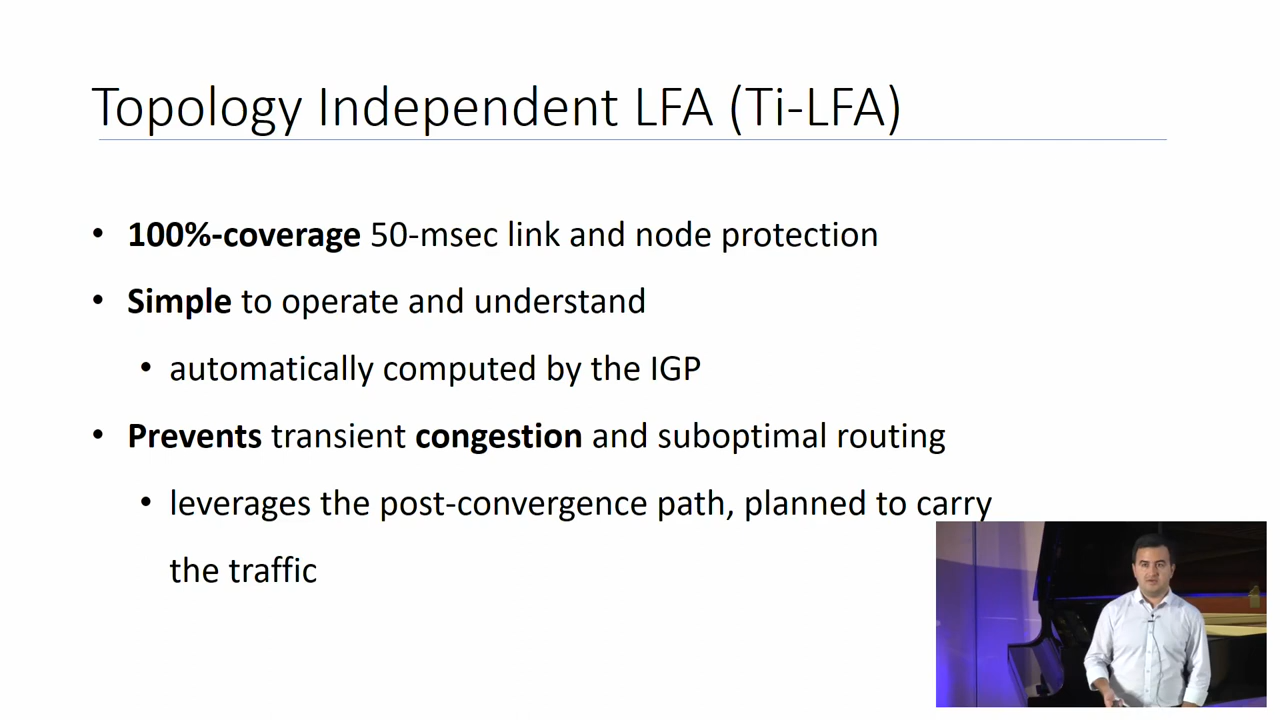 Topology Independent LFA (Ti-LFA)
• 100%-coverage 50-msec link and node protection
• Simple to operate and understand
• automatically computed by the IGP
• Prevents transient congestion and suboptimal routing
• leverages the post-convergence path, planned to carry
the traffic